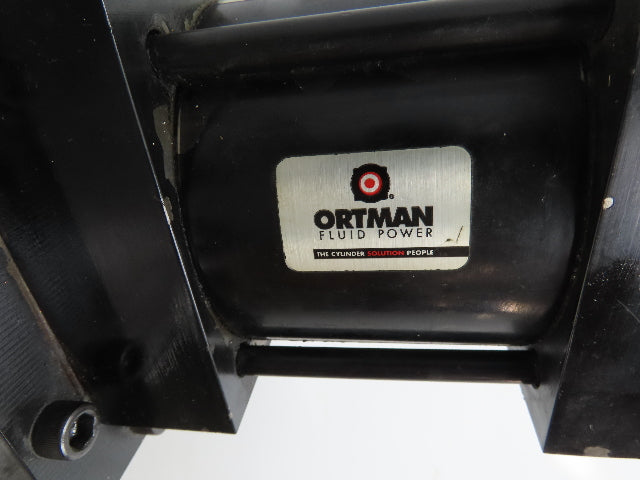 ORTMAN
FLUID POWER
THE CYLINDER SOLUTION PEOPLE